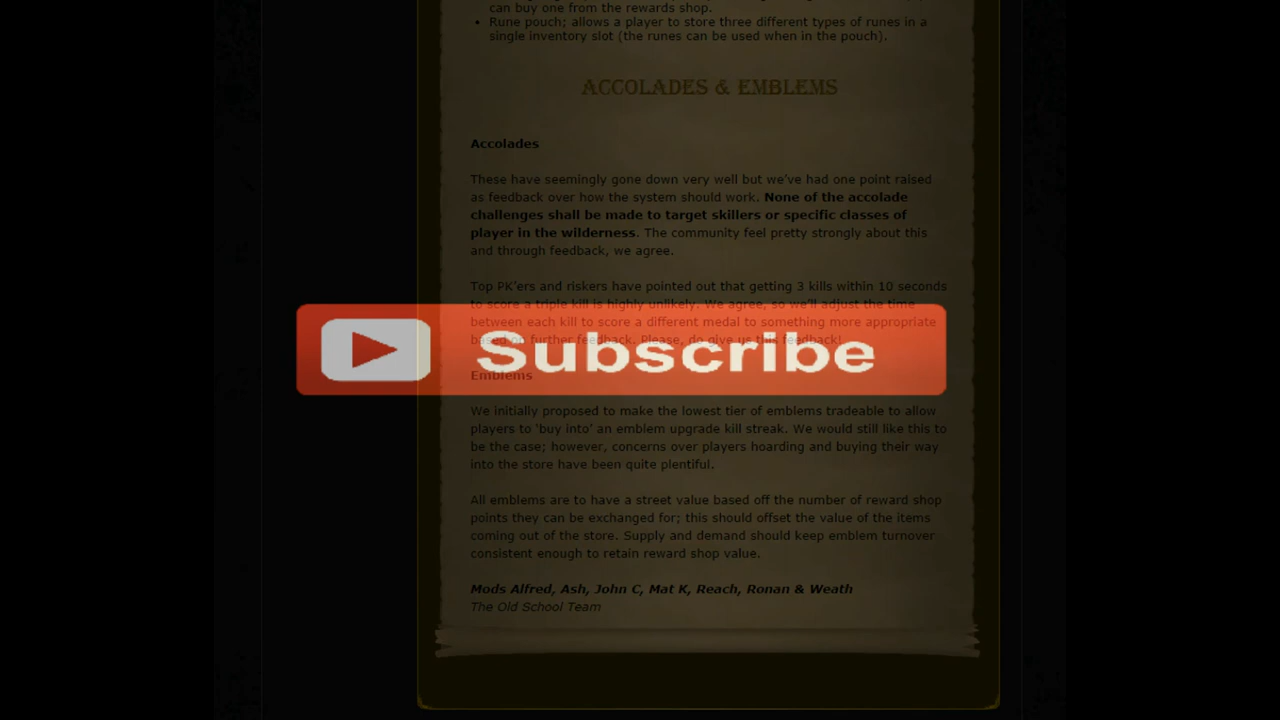 can buy one from the rewards shop.
• Rune pouch; allows a player to store three different types of runes in a
single inventory slot (the runes can be used when in the pouch).
ACCOLADES & EMBLEMS
Accolades
These have seemingly gone down very well but we've had one point raised
as feedback over how the system should work. None of the accolade
challenges shall be made to target skillers or specific classes of
player in the wilderness. The community feel pretty strongly about this
and through feedback, we agree.
Top PK'ers and riskers have pointed out that getting 3 kills within 10 seconds
to score a triple kill is highly unlikely. We agree, so we'll adjust the time
between each kill to score a different medal to something more appropriate
based on further feedback. Please, do give us this feedback!
Subscribe
Emblems
We initially proposed to make the lowest tier of emblems tradeable to allow
players to 'buy into' an emblem upgrade kill streak. We would still like this to
be the case; however, concerns over players hoarding and buying their way
into the store have been quite plentiful.
All emblems are to have a street value based off the number of reward shop
points they can be exchanged for; this should offset the value of the items
coming out of the store. Supply and demand should keep emblem turnover
consistent enough to retain reward shop value.
Mods Alfred, Ash, John C, Mat K, Reach, Ronan & Weath
The Old School Team